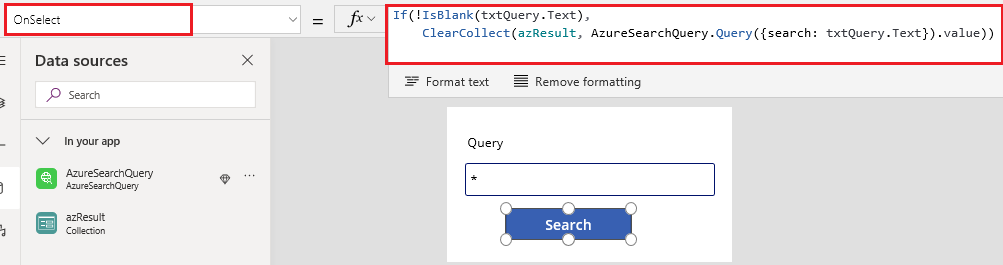 OnSelect
=
fx
If(!IsBlank(txtQuery.Text),
ClearCollect(azResult, AzureSearchQuery.Query({search: txtQuery.Text}).value))
Format text
Remove formatting
Data sources
Search
In your app
AzureSearchQuery
AzureSearchQuery
...
azResult
Collection
Query
*
Search